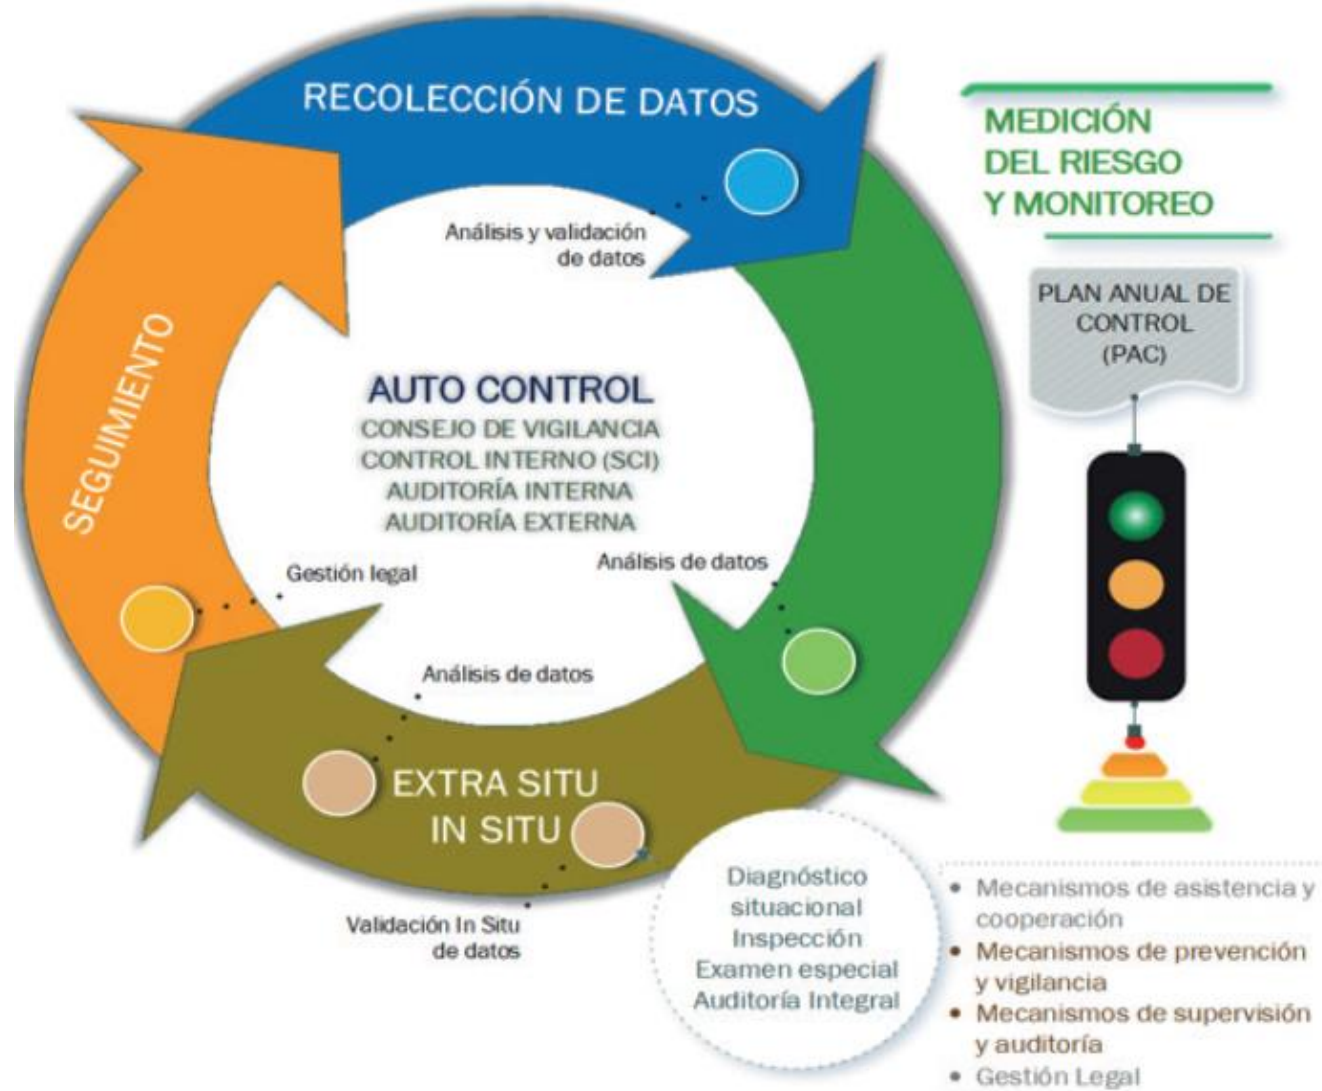 RECOLECCIÓN DE DATOS
Análisis y validación
de datos
MEDICIÓN
DEL RIESGO
Y MONITOREO
PLAN ANUAL DE
CONTROL
(PAC)
SEGUIMIENTO
AUTO CONTROL
CONSEJO DE VIGILANCIA
CONTROL INTERNO (SCI)
AUDITORÍA INTERNA
AUDITORÍA EXTERNA
Análisis de datos
Gestión legal
Análisis de datos
EXTRA SITU
IN SITU
Validación In Situ
de datos
Diagnóstico
situacional
Inspección
Examen especial
Auditoría Integral
• Mecanismos de asistencia y
cooperación
• Mecanismos de prevención
y vigilancia
• Mecanismos de supervisión
y auditoría
• Gestión Legal